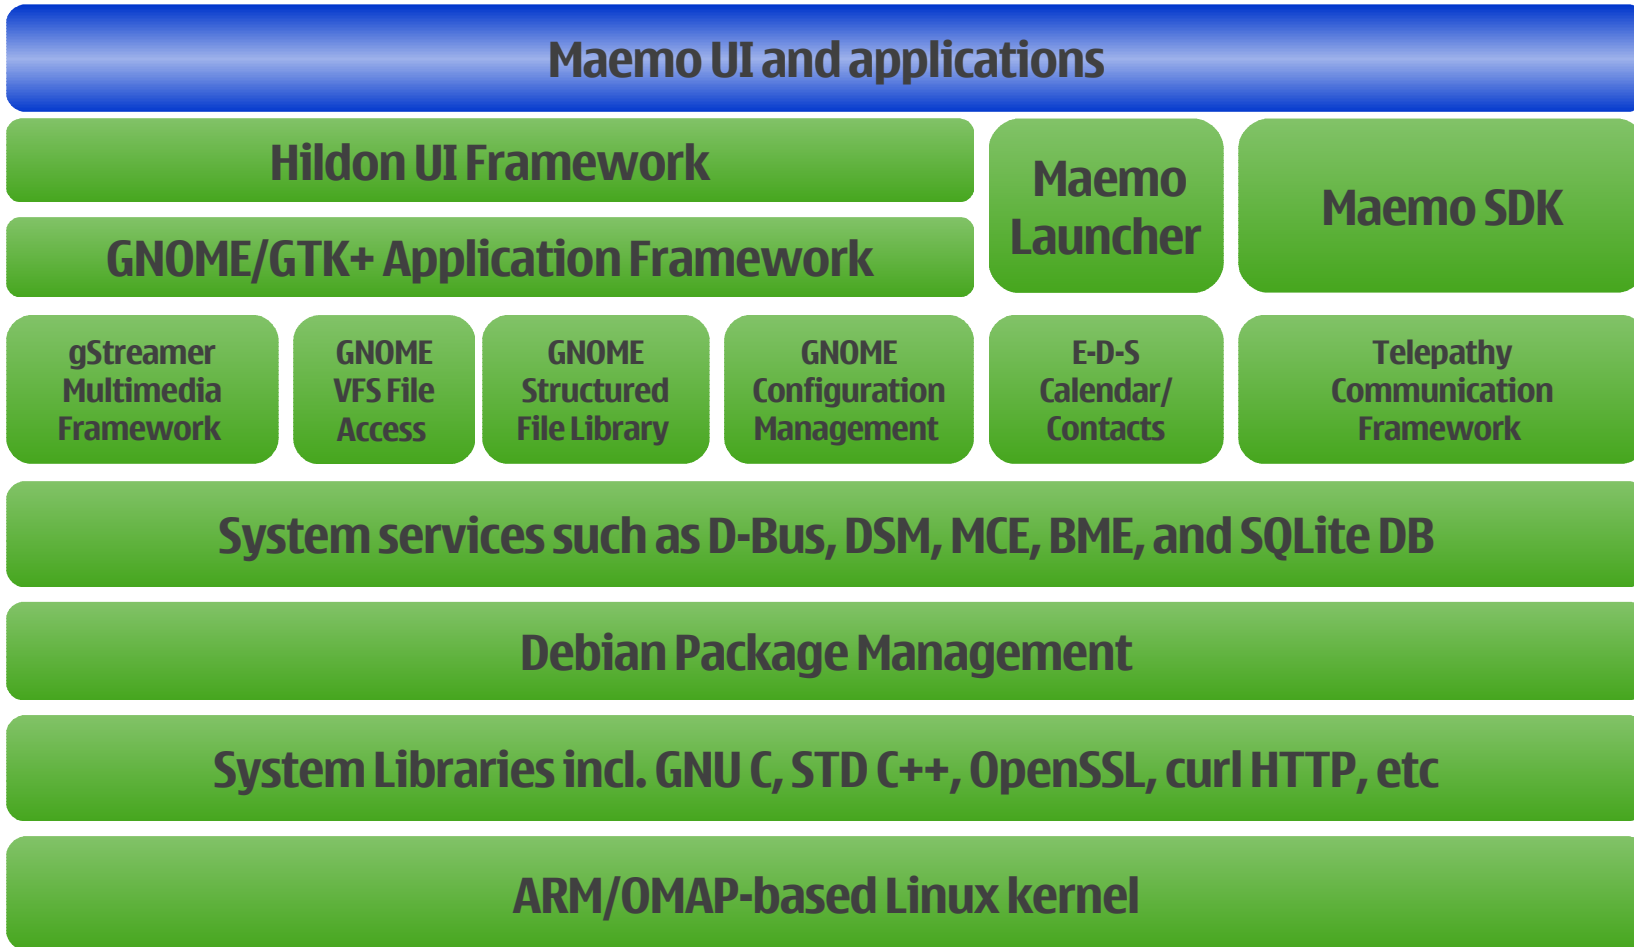 Maemo UI and applications
Hildon UI Framework
GNOME/GTK+ Application Framework
Maemo
Launcher
Maemo SDK
gStreamer
Multimedia
Framework
GNOME
VFS File
Access
GNOME
Structured
File Library
GNOME
Configuration
Management
E-D-S
Calendar/
Contacts
Telepathy
Communication
Framework
System services such as D-Bus, DSM, MCE, BME, and SQLite DB
Debian Package Management
System Libraries incl. GNU C, STD C++, OpenSSL, curl HTTP, etc
ARM/OMAP-based Linux kernel